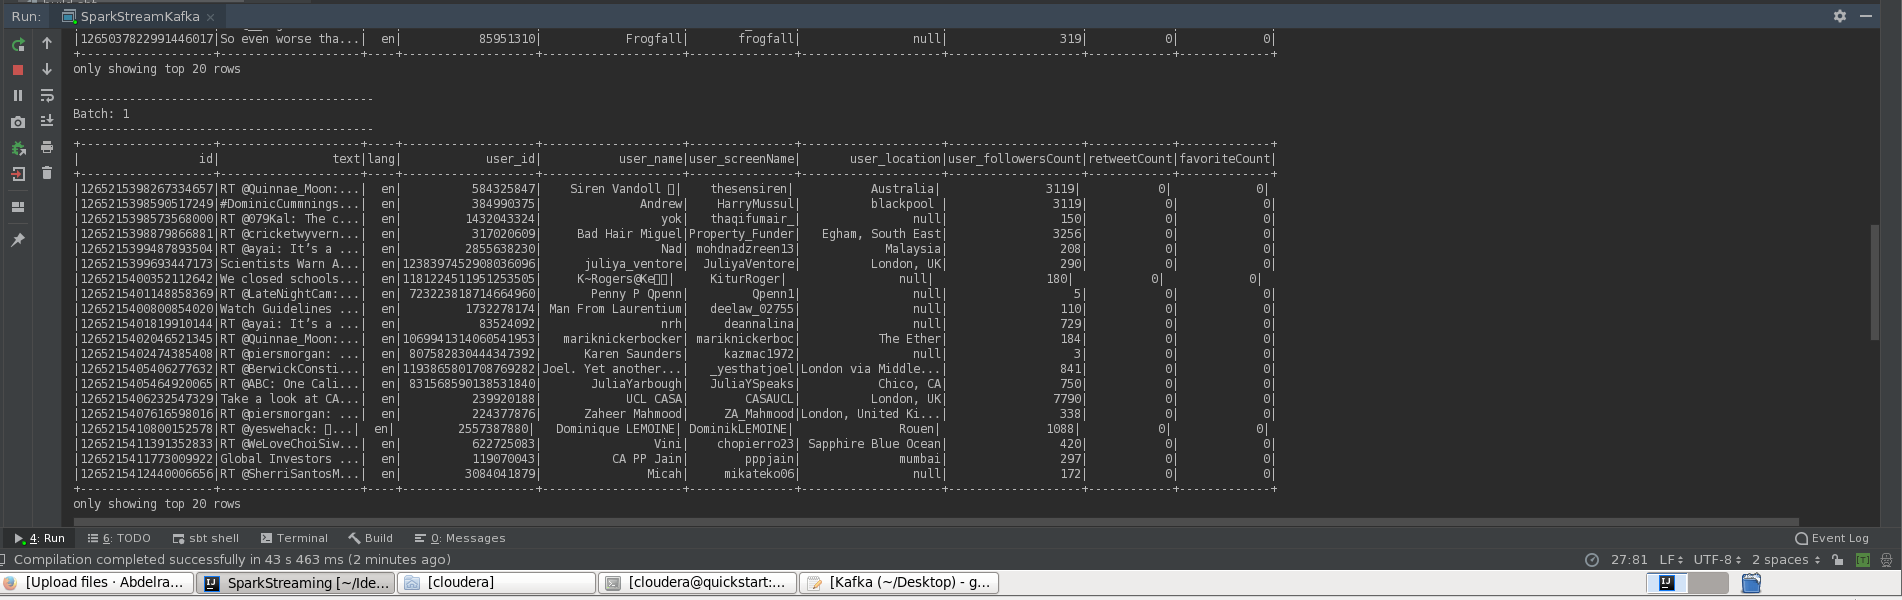 Run: SparkStreamKafka ×
|1265037822991446017|So even worse tha...| en| 85951310| Frogfall| frogfall| null| 319| 0| 0|
+-------------------+--------------------+----+-------------------+--------------------+---------------+--------------------+-------------------+------------+-------------+
only showing top 20 rows
-------------------------------------------
Batch: 1
-------------------------------------------
+-------------------+--------------------+----+-------------------+--------------------+---------------+--------------------+-------------------+------------+-------------+
| id| text|lang| user_id| user_name|user_screenName| user_location|user_followersCount|retweetCount|favoriteCount|
+-------------------+--------------------+----+-------------------+--------------------+---------------+--------------------+-------------------+------------+-------------+
|1265215398267334657|RT @Quinnae_Moon:...| en| 584325847| Siren Vandoll ▯| thesensiren| Australia| 3119| 0| 0|
|1265215398590517249|#DominicCummings...| en| 384990375| Andrew| HarryMussul| blackpool | 3119| 0| 0|
|1265215398573568000|RT @079Kal: The c...| en| 1432043324| yok| thaqifumair_| null| 150| 0| 0|
|1265215398879866881|RT @cricketwyvern...| en| 317020609| Bad Hair Miguel|Property_Funder| Egham, South East| 3256| 0| 0|
|1265215399487893504|RT @ayai: It’s a ...| en| 2855638230| Nad| mohdnadzreen13| Malaysia| 208| 0| 0|
|1265215399693447173|Scientists Warn A...| en|1238397452908036096| juliya_ventore| JuliyaVentore| London, UK| 290| 0| 0|
|1265215400352112642|We closed schools...| en|1181224511951253505| K~Rogers@Ke▯▯| KiturRoger| null| 180| 0| 0|
|1265215401148858369|RT @LateNightCam:...| en| 723223818714664960| Penny P Qpenn| Qpenn1| null| 5| 0| 0|
|1265215400800854020|Watch Guidelines ...| en| 1732278174| Man From Laurentium| deelaw_02755| null| 110| 0| 0|
|1265215401819910144|RT @ayai: It’s a ...| en| 83524092| nrh| deannalina| null| 729| 0| 0|
|1265215402046521345|RT @Quinnae_Moon:...| en|1069941314060541953| mariknickerbocker| mariknickerboc| The Ether| 184| 0| 0|
|1265215402474385408|RT @piersmorgan: ...| en| 807582830444347392| Karen Saunders| kazmac1972| null| 3| 0| 0|
|1265215405406277632|RT @BerwickConsti...| en|1193865801708769282|Joel. Yet another...| _yesthatjoel|London via Middle...| 841| 0| 0|
|1265215405464920065|RT @ABC: One Cali...| en| 831568590138531840| JuliaYarbough| JuliaYSpeaks| Chico, CA| 750| 0| 0|
|1265215406232547329|Take a look at CA...| en| 239920188| UCL CASA| CASAUCL| London, UK| 7790| 0| 0|
|1265215407616598016|RT @piersmorgan: ...| en| 224377876| Zaheer Mahmood| ZA_Mahmood|London, United Ki...| 338| 0| 0|
|1265215410800152578|RT @yeswehack: ▯...| en| 2557387880| Dominique LEMOINE| DominikLEMOINE| Rouen| 1088| 0| 0|
|1265215411391352833|RT @WeLoveChoiSiw...| en| 622725083| Vini| chopierro23| Sapphire Blue Ocean| 420| 0| 0|
|1265215411773009922|Global Investors ...| en| 119070043| CA PP Jain| pppjain| mumbai| 297| 0| 0|
|1265215412440006656|RT @SherriSantosM...| en| 3084041879| Micah| mikateko06| null| 172| 0| 0|
+-------------------+--------------------+----+-------------------+--------------------+---------------+--------------------+-------------------+------------+-------------+
only showing top 20 rows
4: Run 6: TODO sbt shell Terminal Build 0: Messages Event Log
Compilation completed successfully in 43 s 463 ms (2 minutes ago) 27:81 LF UTF-8 2 spaces
[Upload files · Abdelra... SparkStreaming [~/Ide... [cloudera] [cloudera@quickstart:... [Kafka (~/Desktop) - g...